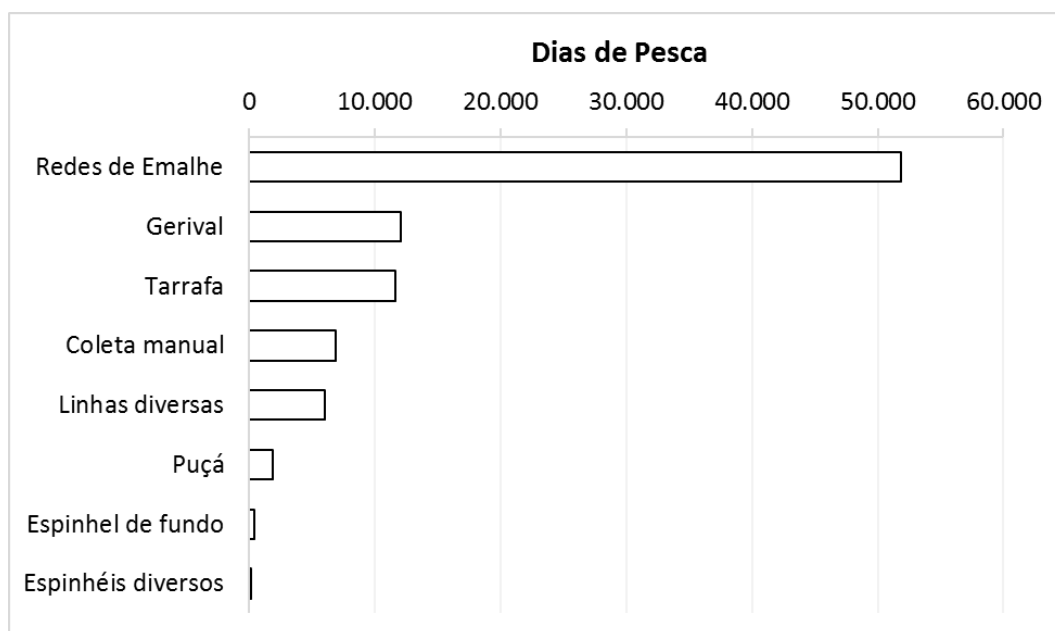 Dias de Pesca
0 10.000 20.000 30.000 40.000 50.000 60.000
Redes de Emalhe
Gerival
Tarrafa
Coleta manual
Linhas diversas
Puçá
Espinhel de fundo
Espinhéis diversos